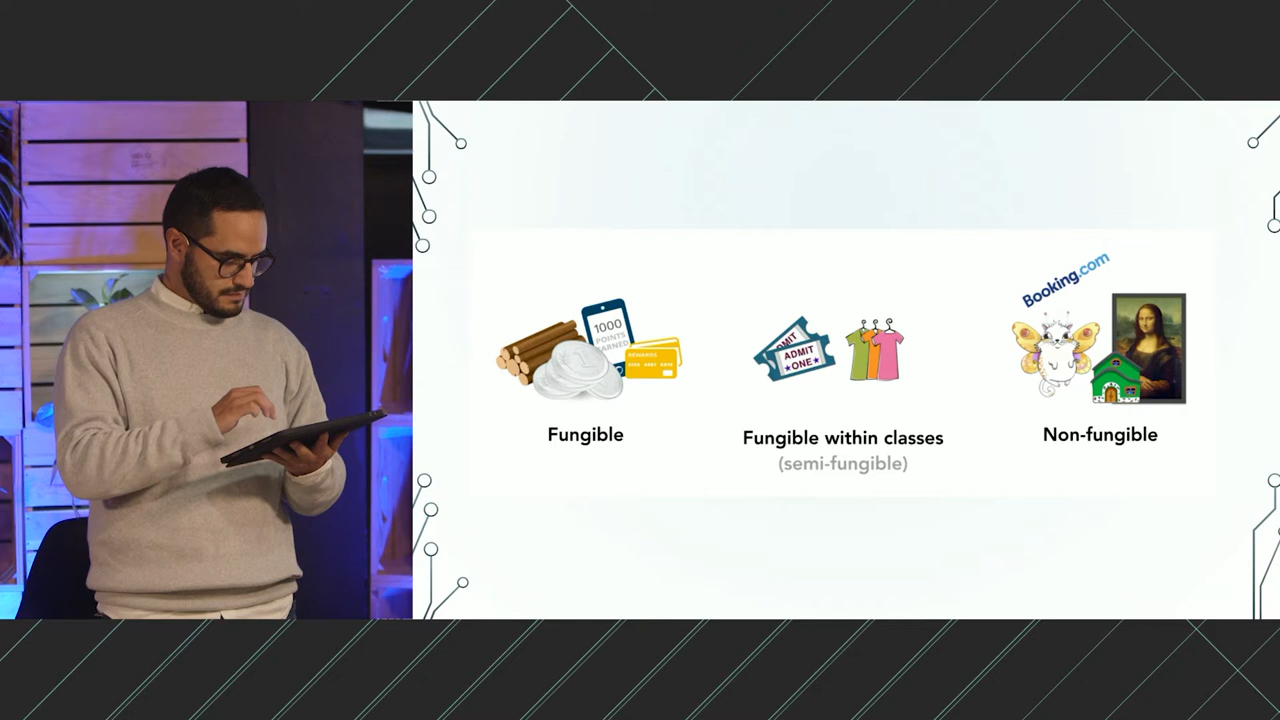 Booking.com
1000
POINTS
EARNED
REWARDS
ADMIT
ADMIT
ONE
Fungible
Fungible within classes
(semi-fungible)
Non-fungible